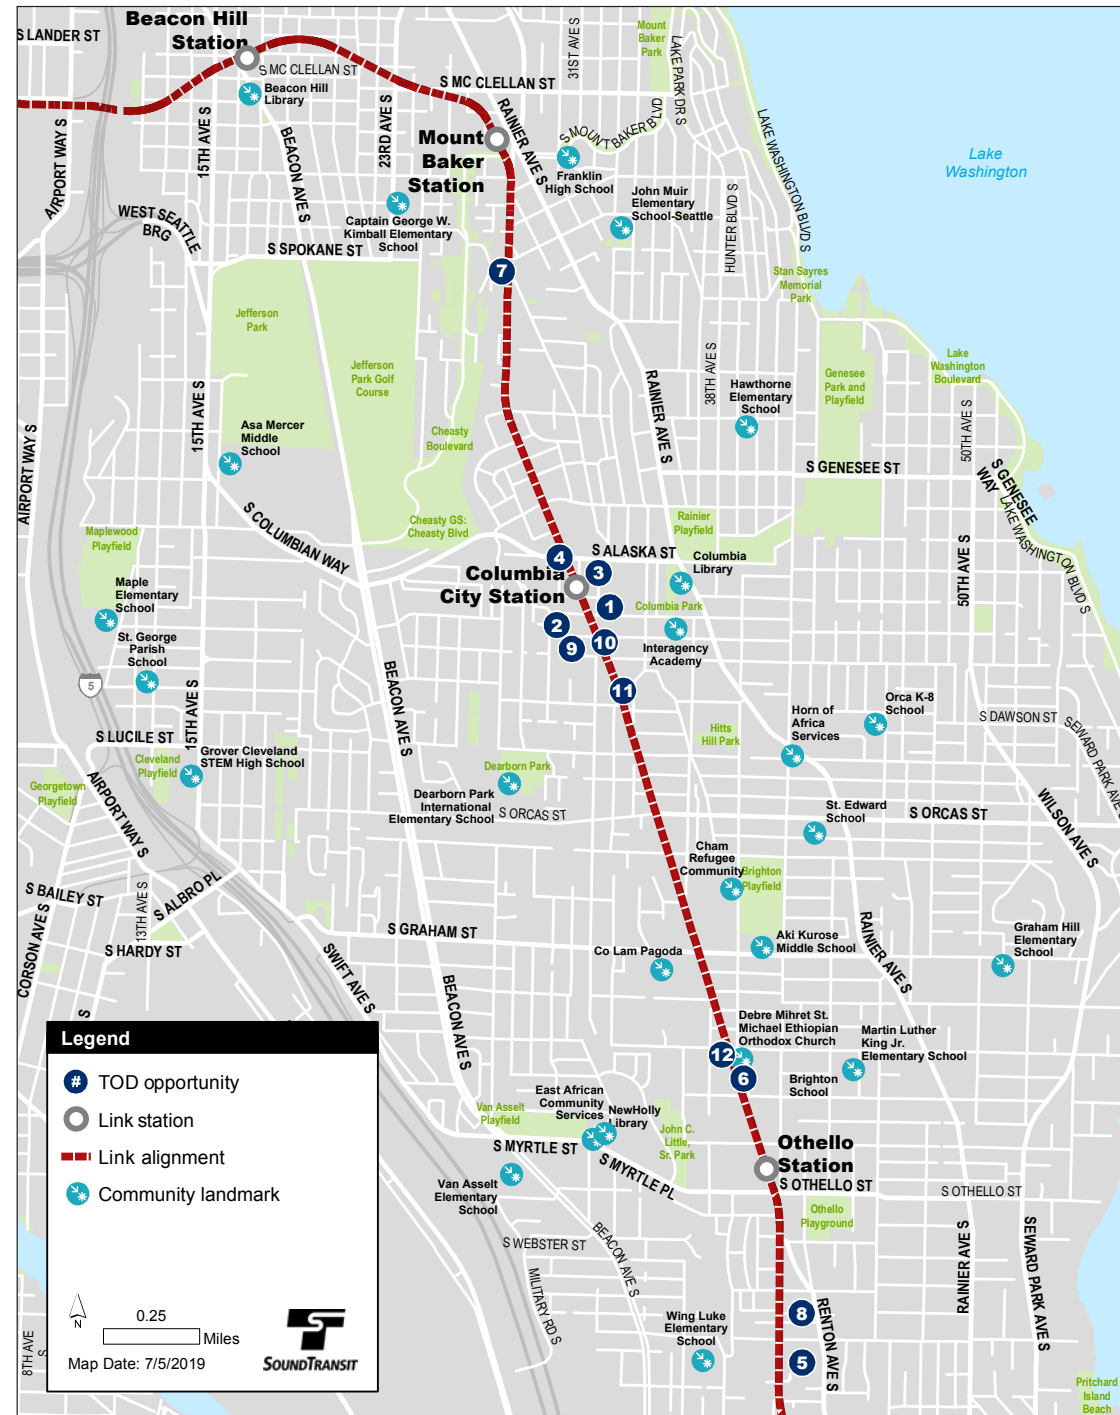 Beacon Hill
Station
S LANDER ST
S MC CLELLAN ST
Beacon Hill
Library
S MC CLELLAN ST
31ST AVE S
Mount
Baker
Park
LAKE PARK DR S
LAKE WASHINGTON BLVD S
Lake
Washington
AIRPORT WAY S
15TH AVE S
BEACON AVE S
23RD AVE S
Mount
Baker
Station
RAINIER AVE S
S MOUNT BAKER BLVD
Franklin
High School
John Muir
Elementary
School-Seattle
HUNTER BLVD S
WEST SEATTLE
BRG
Captain George W.
Kimball Elementary
School
S SPOKANE ST
7
Stan Sayres
Memorial
Park
Jefferson
Park
Jefferson
Park Golf
Course
Cheasty
Boulevard
RAINIER AVE S
38TH AVE S
Hawthorne
Elementary
School
Genesee
Park and
Playfield
Lake
Washington
Boulevard
50TH AVE S
AIRPORT WAY S
15TH AVE S
Asa Mercer
Middle
School
S GENESEE ST
S GENESEE
WAY
LAKE WASHINGTON BLVD S
S COLUMBIAN WAY
Cheasty GS:
Cheasty Blvd
Rainier
Playfield
Maplewood
Playfield
4
S ALASKA ST
3
Columbia
Library
50TH AVE S
Columbia
City Station
Maple
Elementary
School
1
Columbia Park
2
10
9
Interagency
Academy
St. George
Parish
School
5
BEACON AVE S
11
15TH AVE S
Orca K-8
School
Horn of
Africa
Services
S DAWSON ST
SEWARD PARK AVE S
Hitts
Hill Park
S LUCILE ST
Grover Cleveland
STEM High School
Cleveland
Playfield
Georgetown
Playfield
AIRPORT WAY S
Dearborn Park
Dearborn Park
International
Elementary School
S ORCAS ST
St. Edward
School
S ORCAS ST
WILSON AVE S
Cham
Refugee
Community
Brighton
Playfield
S BAILEY ST
13TH AVE S
S ALBRO PL
S HARDY ST
CORSON AVE S
SWIFT AVE S
S GRAHAM ST
Co Lam Pagoda
Aki Kurose
Middle School
RAINIER AVE S
Graham Hill
Elementary
School
BEACON AVE S
S
Debre Mihret St.
Michael Ethiopian
Orthodox Church
12
6
Martin Luther
King Jr.
Elementary School
Brighton
School
East African
Community
Services
NewHolly
Library
Van Asselt
Playfield
S MYRTLE ST
S MYRTLE PL
John C.
Little,
Sr. Park
Othello
Station
S OTHELLO ST
S OTHELLO ST
Van Asselt
Elementary
School
Othello
Playground
S WEBSTER ST
BEACON AVE S
MILITARY RD S
RAINIER AVE S
SEWARD PARK AVE S
8
RENTON AVE S
5
Wing Luke
Elementary
School
Pritchard
Island
Beach
8TH AVE
S
Legend
# TOD opportunity
Link station
Link alignment
Community landmark
N
0.25
Miles
Map Date: 7/5/2019
SOUNDTRANSIT